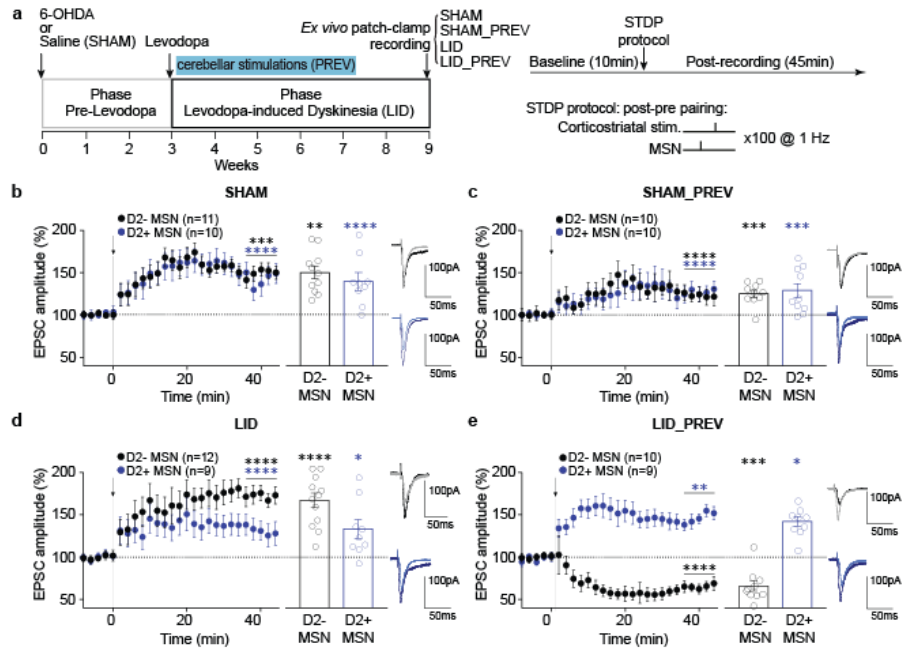 a
6-OHDA
or
Saline (SHAM)
Levodopa
cerebellar stimulations (PREV)
Ex vivo patch-clamp
recording
SHAM
SHAM_PREV
LID
LID_PREV
Phase
Pre-Levodopa
Phase
Levodopa-induced Dyskinesia (LID)
0 1 2 3 4 5 6 7 8 9
Weeks
STDP
protocol
Baseline (10min)
Post-recording (45min)
STDP protocol: post-pre pairing:
Corticostriatal stim.
MSN
x100 @ 1 Hz
b
SHAM
D2- MSN (n=11)
D2+ MSN (n=10)
***
****
**
****
EPSC amplitude (%)
200
150
100
50
0 20 40
Time (min)
D2- MSN
D2+ MSN
100pA
50ms
100pA
50ms
c
SHAM_PREV
D2- MSN (n=10)
D2+ MSN (n=10)
****
****
***
***
EPSC amplitude (%)
200
150
100
50
0 20 40
Time (min)
D2- MSN
D2+ MSN
100pA
50ms
100pA
50ms
d
LID
D2- MSN (n=12)
D2+ MSN (n=9)
****
****
****
*
EPSC amplitude (%)
200
150
100
50
0 20 40
Time (min)
D2- MSN
D2+ MSN
100pA
50ms
100pA
50ms
e
LID_PREV
D2- MSN (n=10)
D2+ MSN (n=9)
**
****
***
*
EPSC amplitude (%)
200
150
100
50
0 20 40
Time (min)
D2- MSN
D2+ MSN
100pA
50ms
100pA
50ms